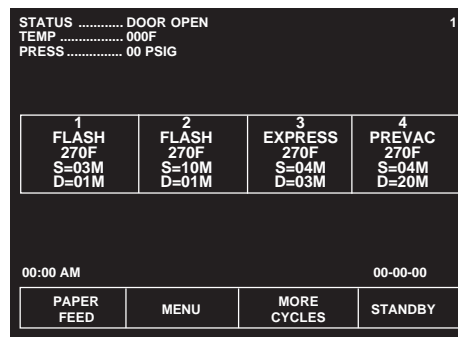 STATUS ............ DOOR OPEN 1
TEMP ................. 000F
PRESS ............... 00 PSIG
1 2 3 4
FLASH FLASH EXPRESS PREVAC
270F 270F 270F 270F
S=03M S=10M S=04M S=04M
D=01M D=01M D=03M D=20M
00:00 AM 00-00-00
PAPER FEED MENU MORE CYCLES STANDBY